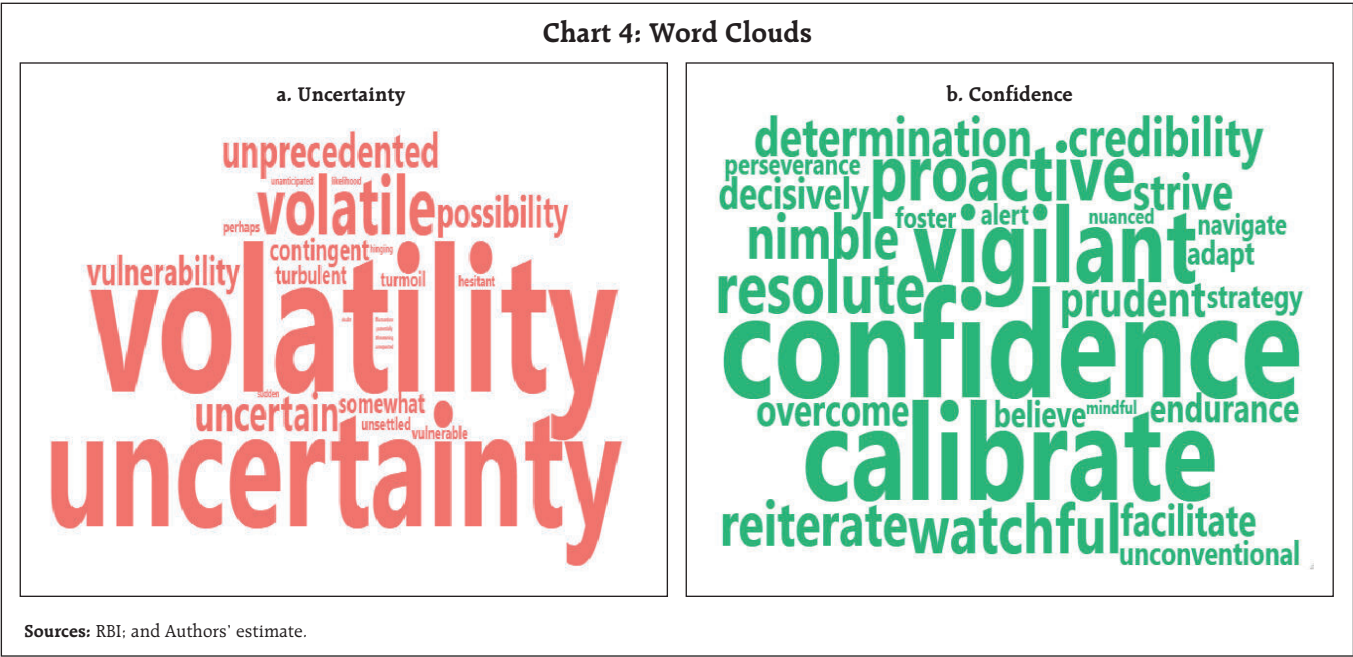 Chart 4: Word Clouds
a. Uncertainty
unprecedented
unanticipated likelihood
volatile possibility
perhaps
contingent hinging
vulnerability turbulent turmoil hesitant
volatility
sudden
uncertain somewhat
unsettled vulnerable
uncertainty
b. Confidence
determination credibility
perseverance proactive
decisively strive
foster alert nuanced navigate
nimble vigilant adapt
resolute prudent strategy
confidence
overcome believe mindful endurance
calibrate
reiterate watchful facilitate
unconventional
Sources: RBI; and Authors' estimate.